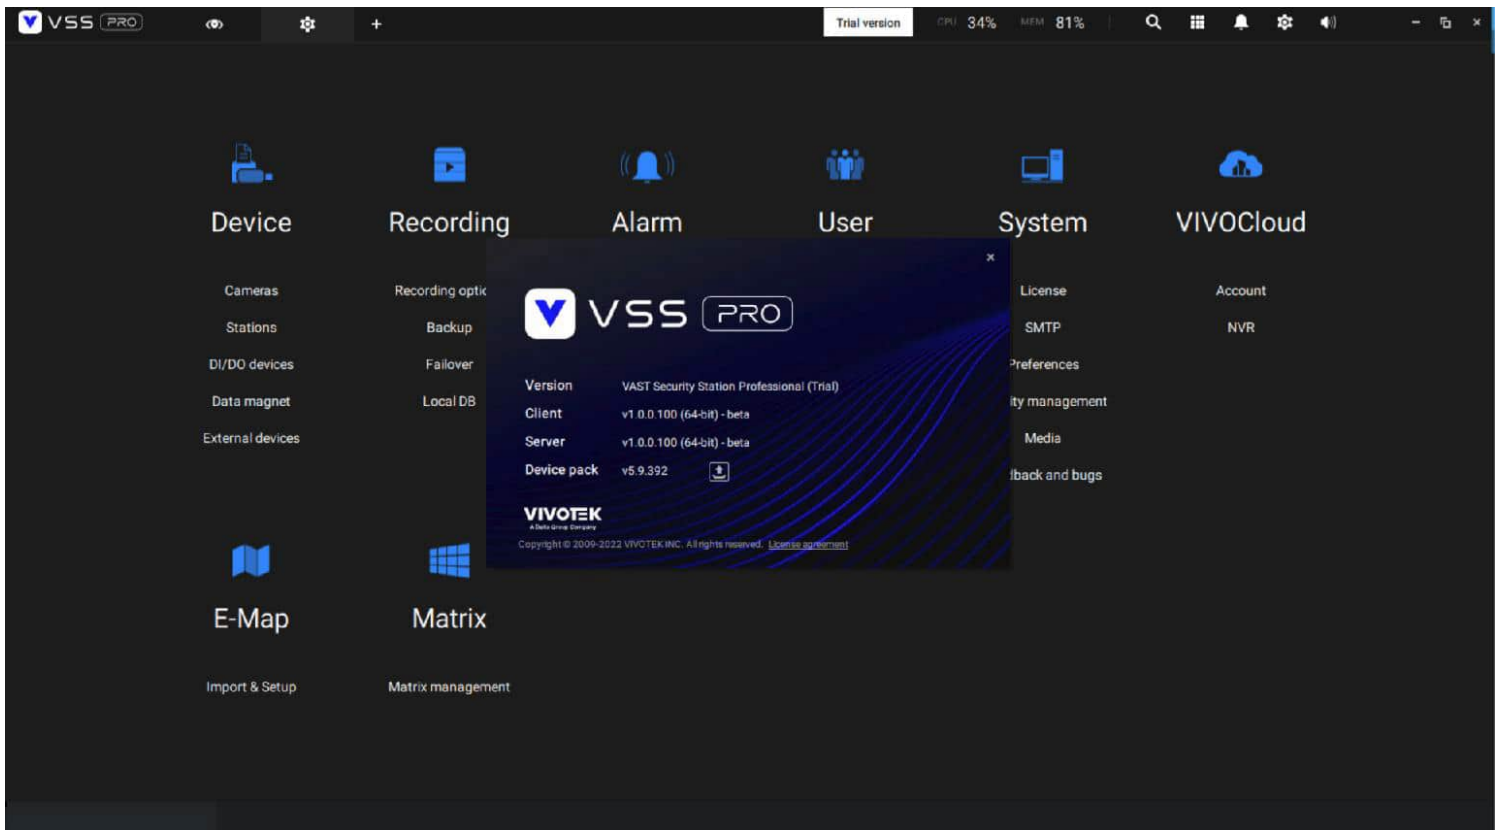 VSS PRO
Trial version
CPU 34% MEM 81%
Device Recording Alarm User System VIVOCloud
Cameras
Stations
DI/DO devices
Data magnet
External devices
Recording optic
Backup
Failover
Local DB
VSS PRO
Version VAST Security Station Professional (Trial)
Client v1.0.0.100 (64-bit) - beta
Server v1.0.0.100 (64-bit) - beta
Device pack v5.9.392
VIVOTEK
A Delta Group Company
Copyright © 2009-2022 VIVOTEK INC. All rights reserved. License agreement
License
SMTP
Preferences
ity management
Media
dback and bugs
Account
NVR
E-Map Matrix
Import & Setup Matrix management